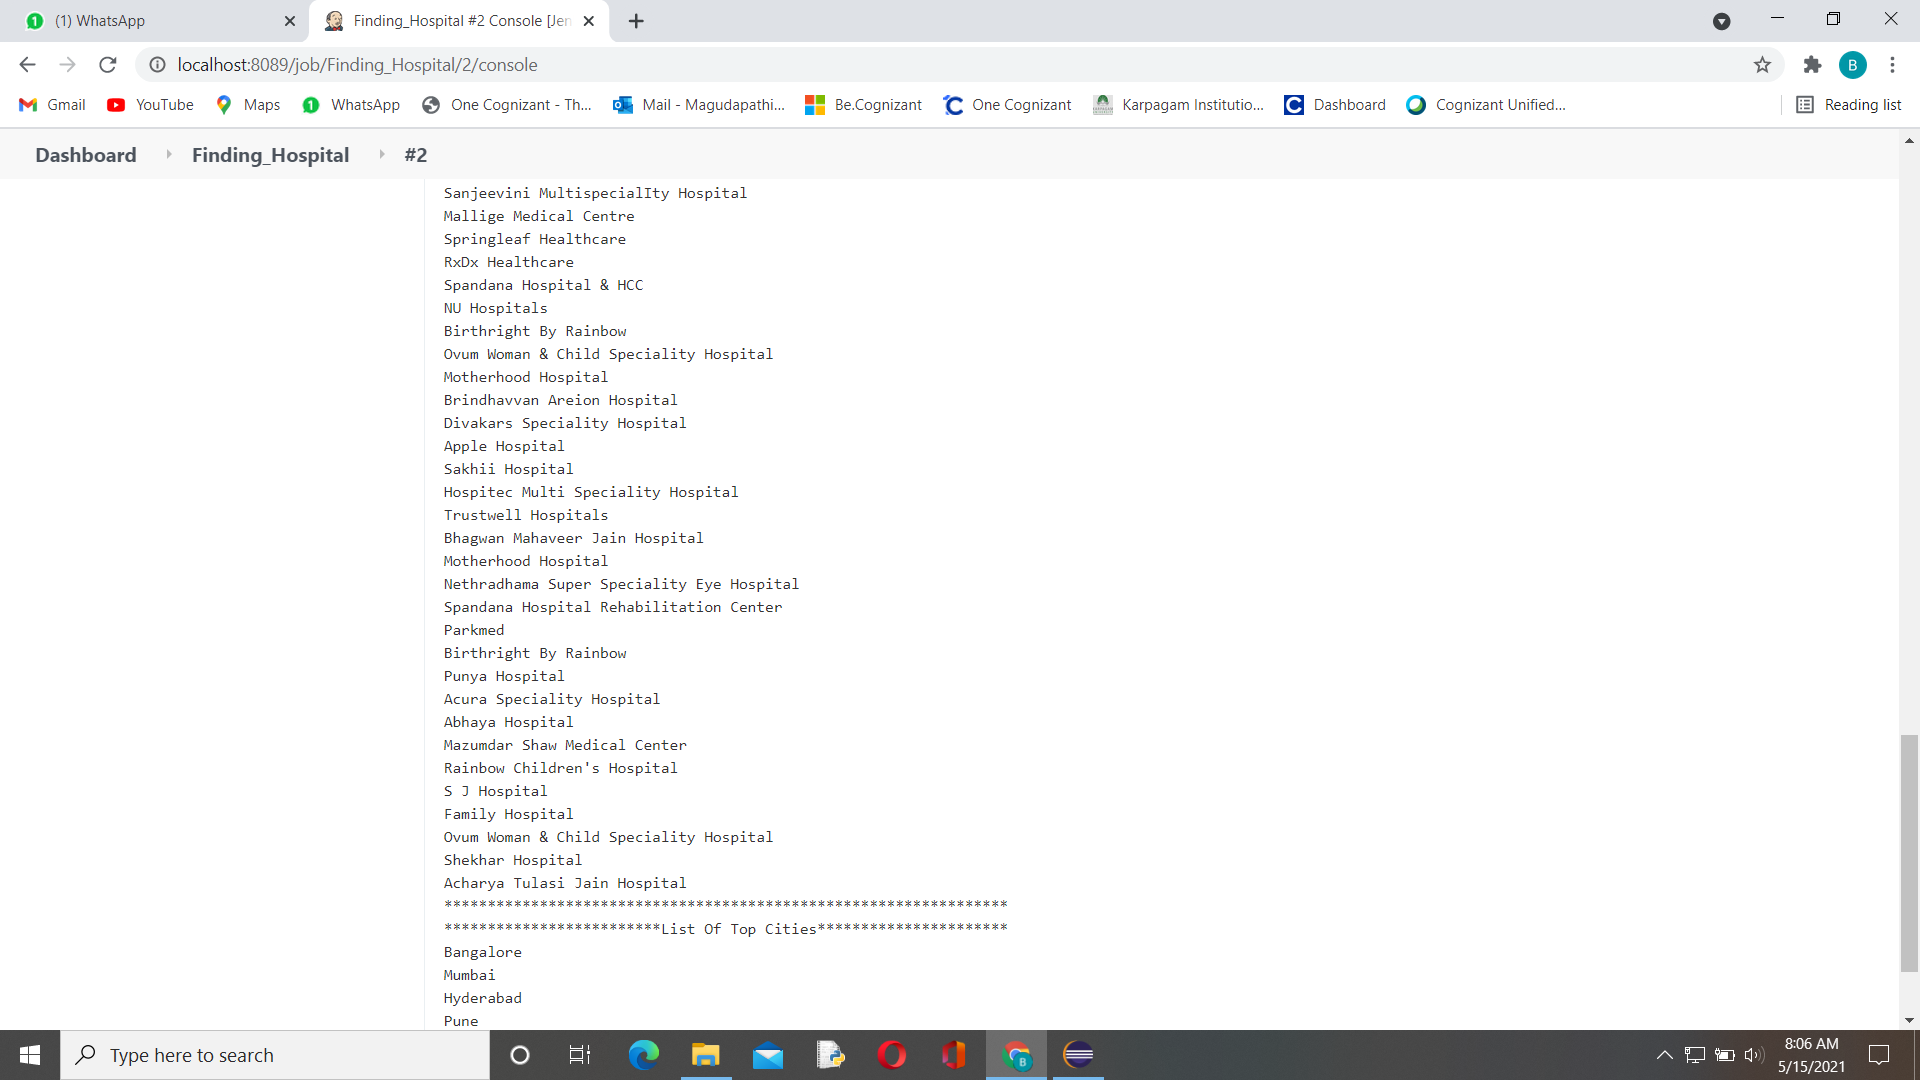 (1) WhatsApp
Finding_Hospital #2 Console [Jen
localhost:8089/job/Finding_Hospital/2/console
B
Gmail
YouTube
Maps
WhatsApp
One Cognizant - Th...
Mail - Magudapathi...
Be.Cognizant
One Cognizant
Karpagam Institutio...
Dashboard
Cognizant Unified...
Reading list
Dashboard
Finding_Hospital
#2
Sanjeevini MultispecialIty Hospital
Mallige Medical Centre
Springleaf Healthcare
RxDx Healthcare
Spandana Hospital & HCC
NU Hospitals
Birthright By Rainbow
Ovum Woman & Child Speciality Hospital
Motherhood Hospital
Brindhavvan Areion Hospital
Divakars Speciality Hospital
Apple Hospital
Sakhii Hospital
Hospitec Multi Speciality Hospital
Trustwell Hospitals
Bhagwan Mahaveer Jain Hospital
Motherhood Hospital
Nethradhama Super Speciality Eye Hospital
Spandana Hospital Rehabilitation Center
Parkmed
Birthright By Rainbow
Punya Hospital
Acura Speciality Hospital
Abhaya Hospital
Mazumdar Shaw Medical Center
Rainbow Children's Hospital
S J Hospital
Family Hospital
Ovum Woman & Child Speciality Hospital
Shekhar Hospital
Acharya Tulasi Jain Hospital
*****************************************************************
*************************List Of Top Cities**********************
Bangalore
Mumbai
Hyderabad
Pune
Type here to search
8:06 AM
5/15/2021